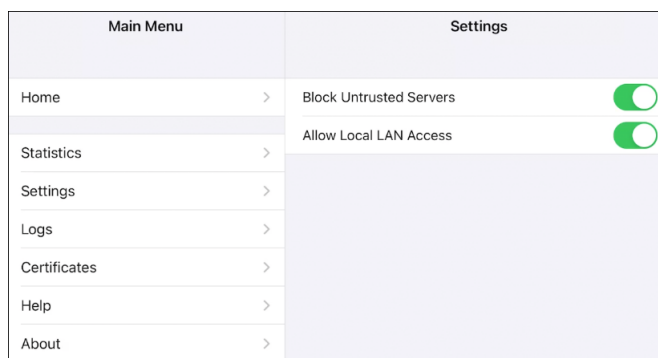 Main Menu
Settings
Home
Block Untrusted Servers
Allow Local LAN Access
Statistics
Settings
Logs
Certificates
Help
About